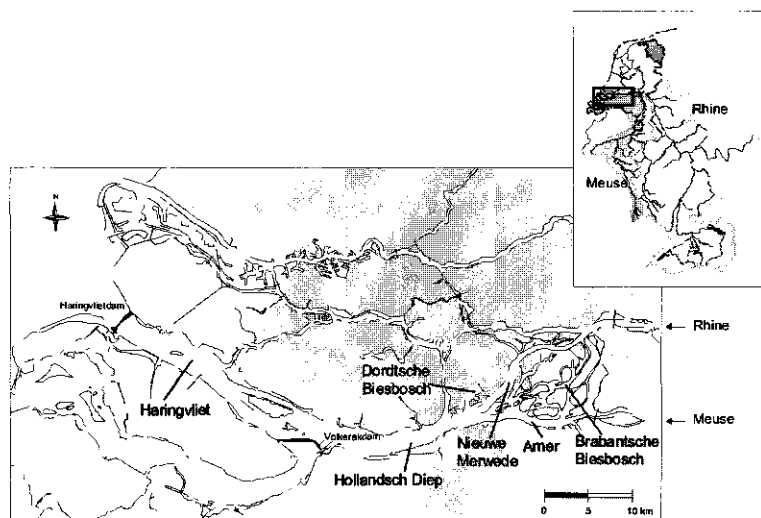 Rhine
Meuse
N
Haringvlietdam
Rhine
Dordtsche
Biesbosch
Haringvliet
Meuse
Volkerakdam
Nieuwe
Merwede
Amer
Brabantsche
Biesbosch
Hollandsch Diep
0 5 10 km